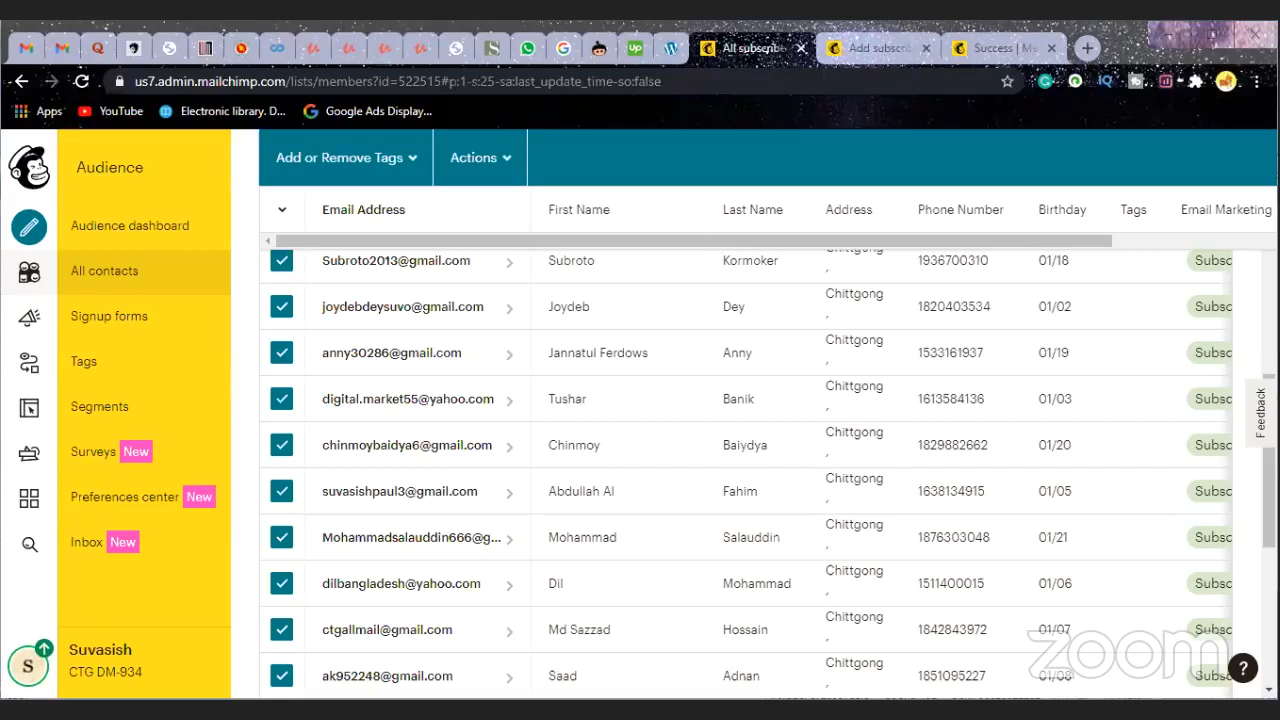 All subscribe
Add subscrib
Success | Ma
us7.admin.mailchimp.com/lists/members?id=522515#p:1-s:25-sa:last_update_time-so:false
Apps YouTube Electronic library. D... Google Ads Display...
Audience
Audience dashboard
All contacts
Signup forms
Tags
Segments
Surveys New
Preferences center New
Inbox New
S
Suvasish
CTG DM-934
Add or Remove Tags Actions
Email Address First Name Last Name Address Phone Number Birthday Tags Email Marketing
Subroto2013@gmail.com Subroto Kormoker Chittgong , 1936700310 01/18 Subsc
joydebdeysuvo@gmail.com Joydeb Dey Chittgong , 1820403534 01/02 Subsc
anny30286@gmail.com Jannatul Ferdows Anny Chittgong , 1533161937 01/19 Subsc
digital.market55@yahoo.com Tushar Banik Chittgong , 1613584136 01/03 Subsc
chinmoybaidya6@gmail.com Chinmoy Baiydya Chittgong , 1829882662 01/20 Subsc
suvasishpaul3@gmail.com Abdullah Al Fahim Chittgong , 1638134915 01/05 Subsc
Mohammadsalauddin666@g... Mohammad Salauddin Chittgong , 1876303048 01/21 Subsc
dilbangladesh@yahoo.com Dil Mohammad Chittgong , 1511400015 01/06 Subsc
ctgallmail@gmail.com Md Sazzad Hossain Chittgong , 1842843972 01/07 Subsc
ak952248@gmail.com Saad Adnan Chittgong , 1851095227 01/08 Subsc
Feedback
zoom
?